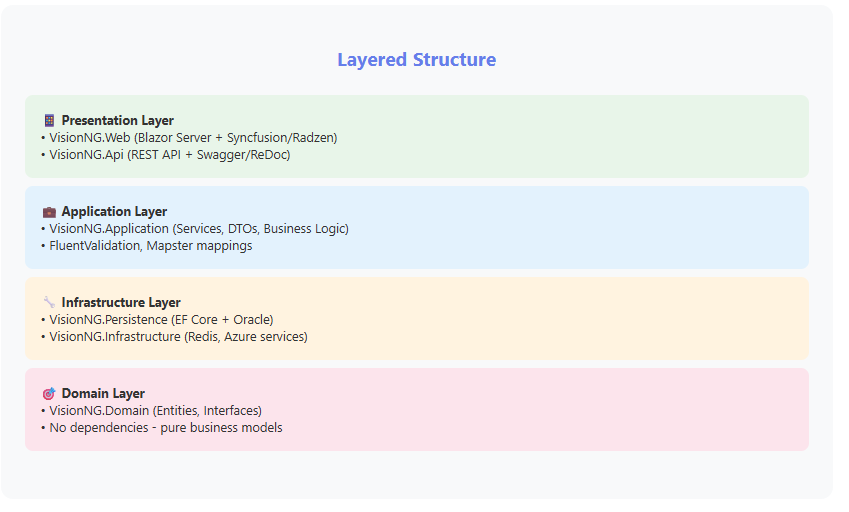 Layered Structure
Presentation Layer
• VisionNG.Web (Blazor Server + Syncfusion/Radzen)
• VisionNG.Api (REST API + Swagger/ReDoc)
Application Layer
• VisionNG.Application (Services, DTOs, Business Logic)
• FluentValidation, Mapster mappings
Infrastructure Layer
• VisionNG.Persistence (EF Core + Oracle)
• VisionNG.Infrastructure (Redis, Azure services)
Domain Layer
• VisionNG.Domain (Entities, Interfaces)
• No dependencies - pure business models